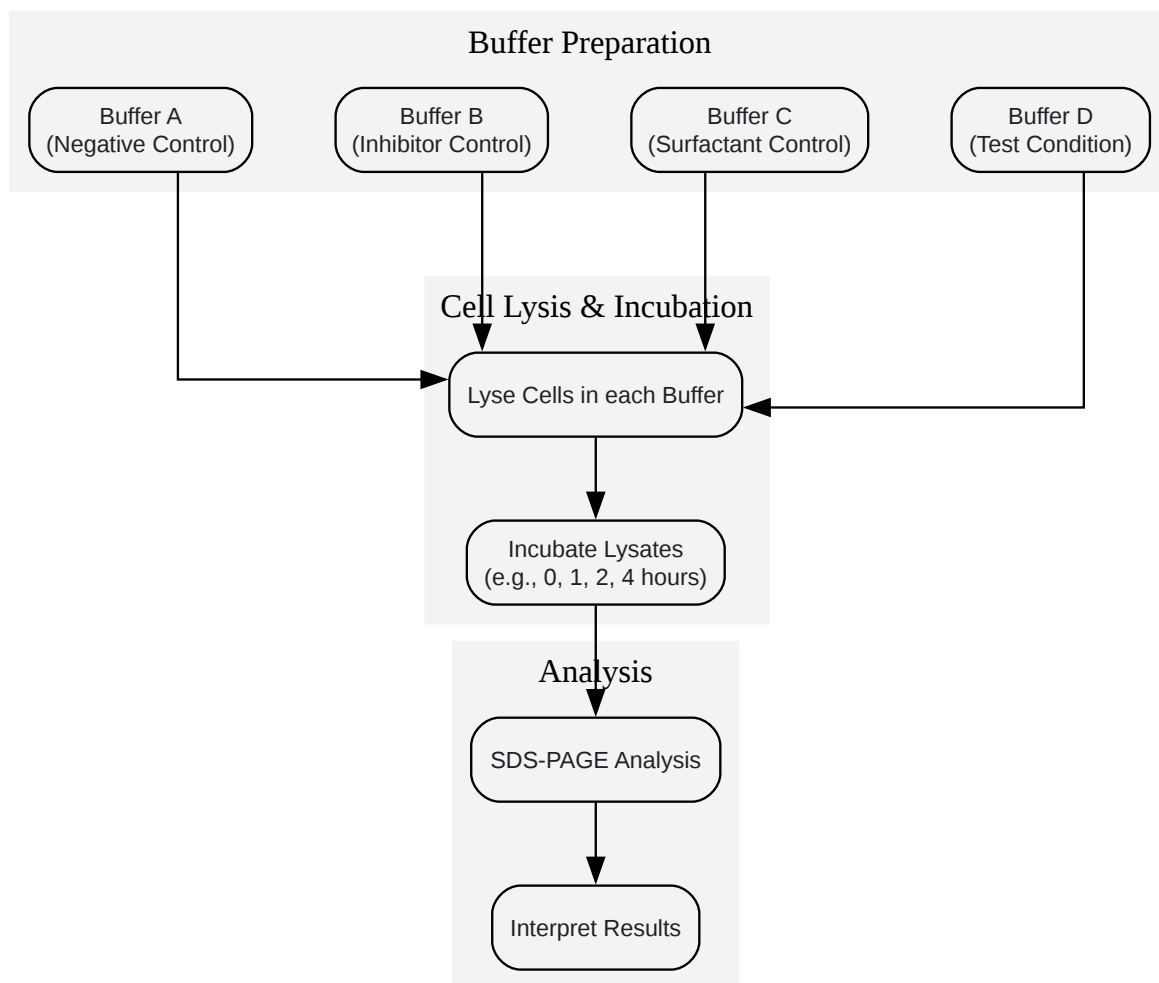 Buffer Preparation
Buffer A
(Negative Control)
Buffer B
(Inhibitor Control)
Buffer C
(Surfactant Control)
Buffer D
(Test Condition)
Cell Lysis & Incubation
Lyse Cells in each Buffer
Incubate Lysates
(e.g., 0, 1, 2, 4 hours)
Analysis
SDS-PAGE Analysis
Interpret Results